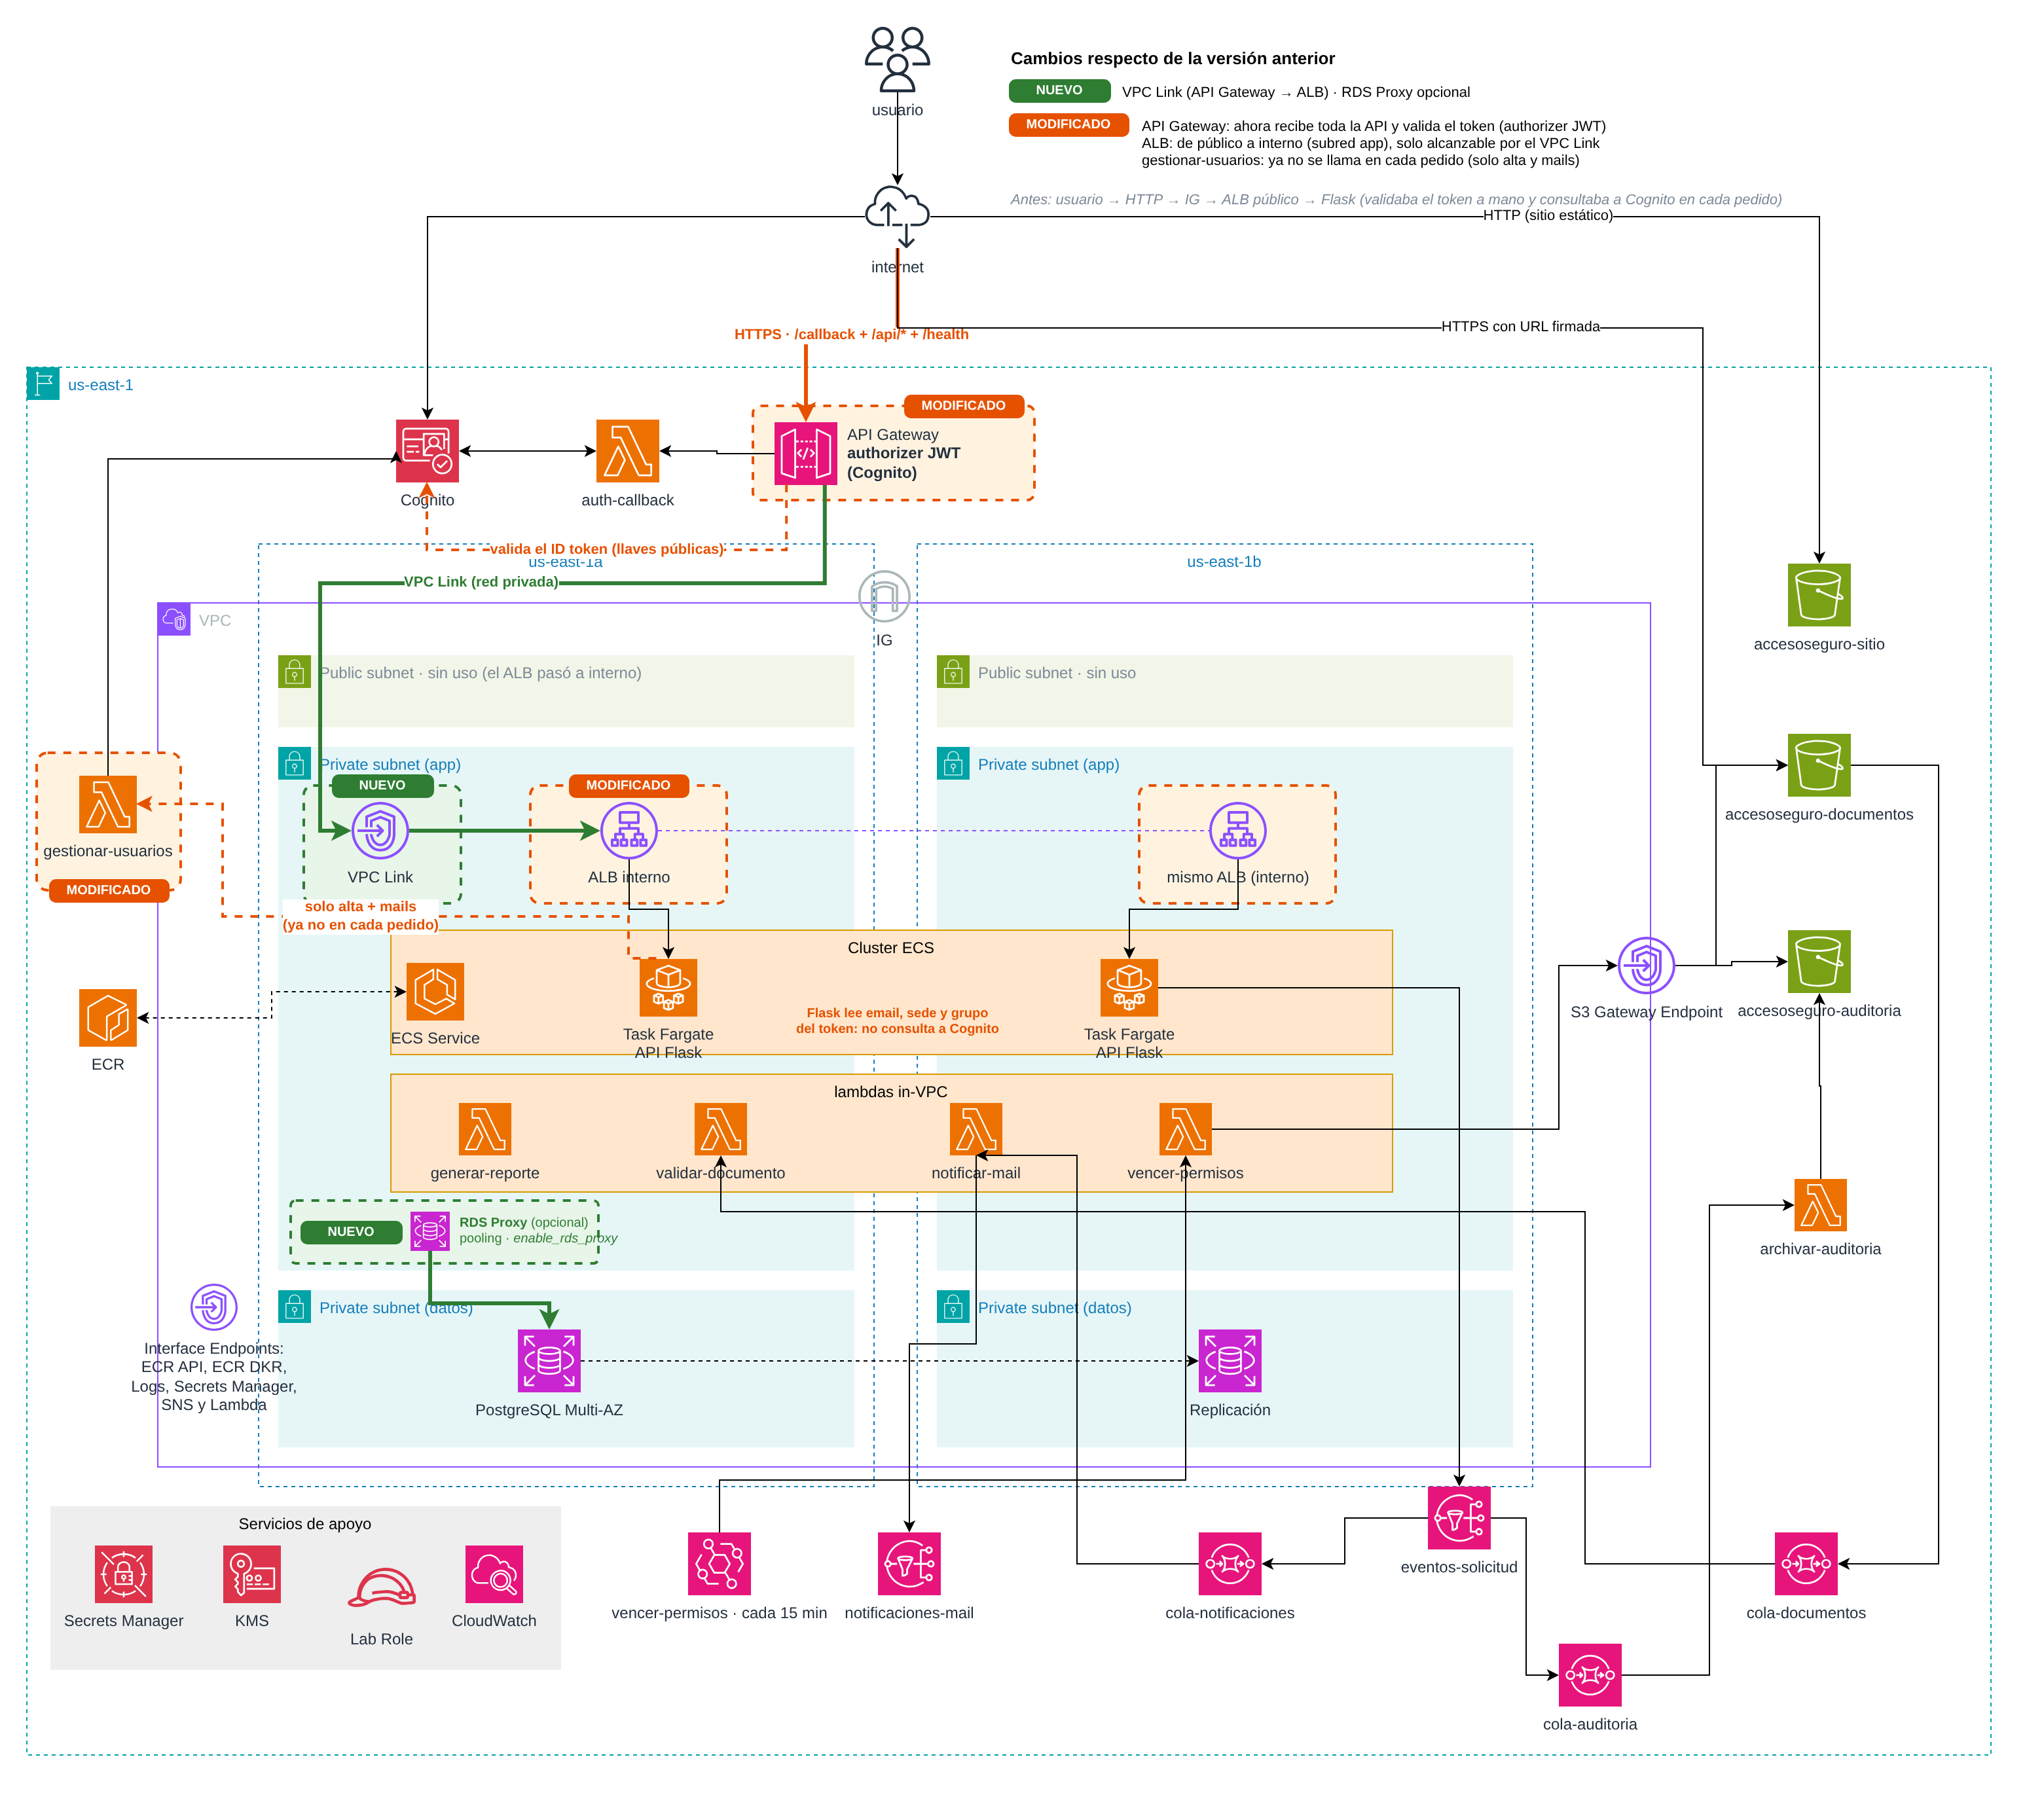 usuario
Cambios respecto de la versión anterior
NUEVO
VPC Link (API Gateway → ALB) · RDS Proxy opcional
MODIFICADO
API Gateway: ahora recibe toda la API y valida el token (authorizer JWT)
ALB: de público a interno (subred app), solo alcanzable por el VPC Link
gestionar-usuarios: ya no se llama en cada pedido (solo alta y mails)
Antes: usuario → HTTP → IG → ALB público → Flask (validaba el token a mano y consultaba a Cognito en cada pedido)
HTTP (sitio estático)
internet
HTTPS · /callback + /api/* + /health
HTTPS con URL firmada
us-east-1
MODIFICADO
API Gateway
authorizer JWT
(Cognito)
Cognito
auth-callback
valida el ID token (llaves públicas)
us-east-1a
us-east-1b
VPC Link (red privada)
VPC
IG
accesoseguro-sitio
Public subnet · sin uso (el ALB pasó a interno)
Public subnet · sin uso
Private subnet (app)
Private subnet (app)
NUEVO
MODIFICADO
accesoseguro-documentos
gestionar-usuarios
MODIFICADO
VPC Link
ALB interno
mismo ALB (interno)
solo alta + mails
(ya no en cada pedido)
Cluster ECS
ECS Service
Task Fargate
API Flask
Flask lee email, sede y grupo
del token: no consulta a Cognito
Task Fargate
API Flask
S3 Gateway Endpoint
accesoseguro-auditoria
ECR
lambdas in-VPC
generar-reporte
validar-documento
notificar-mail
vencer-permisos
NUEVO
RDS Proxy (opcional)
pooling · enable_rds_proxy
archivar-auditoria
Private subnet (datos)
Private subnet (datos)
Interface Endpoints:
ECR API, ECR DKR,
Logs, Secrets Manager,
SNS y Lambda
PostgreSQL Multi-AZ
Replicación
Servicios de apoyo
Secrets Manager
KMS
Lab Role
CloudWatch
vencer-permisos · cada 15 min
notificaciones-mail
cola-notificaciones
eventos-solicitud
cola-documentos
cola-auditoria